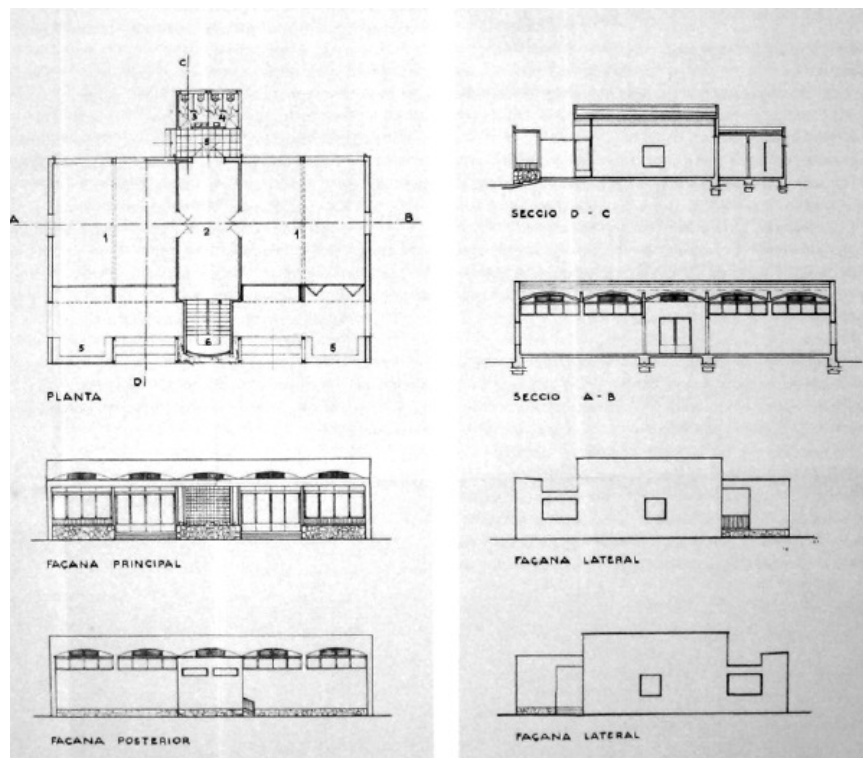 C
3
4
5
A
B
1
2
1
5
6
5
D
PLANTA
FAÇANA PRINCIPAL
FAÇANA POSTERIOR
SECCIO D - C
SECCIO A - B
FAÇANA LATERAL
FAÇANA LATERAL